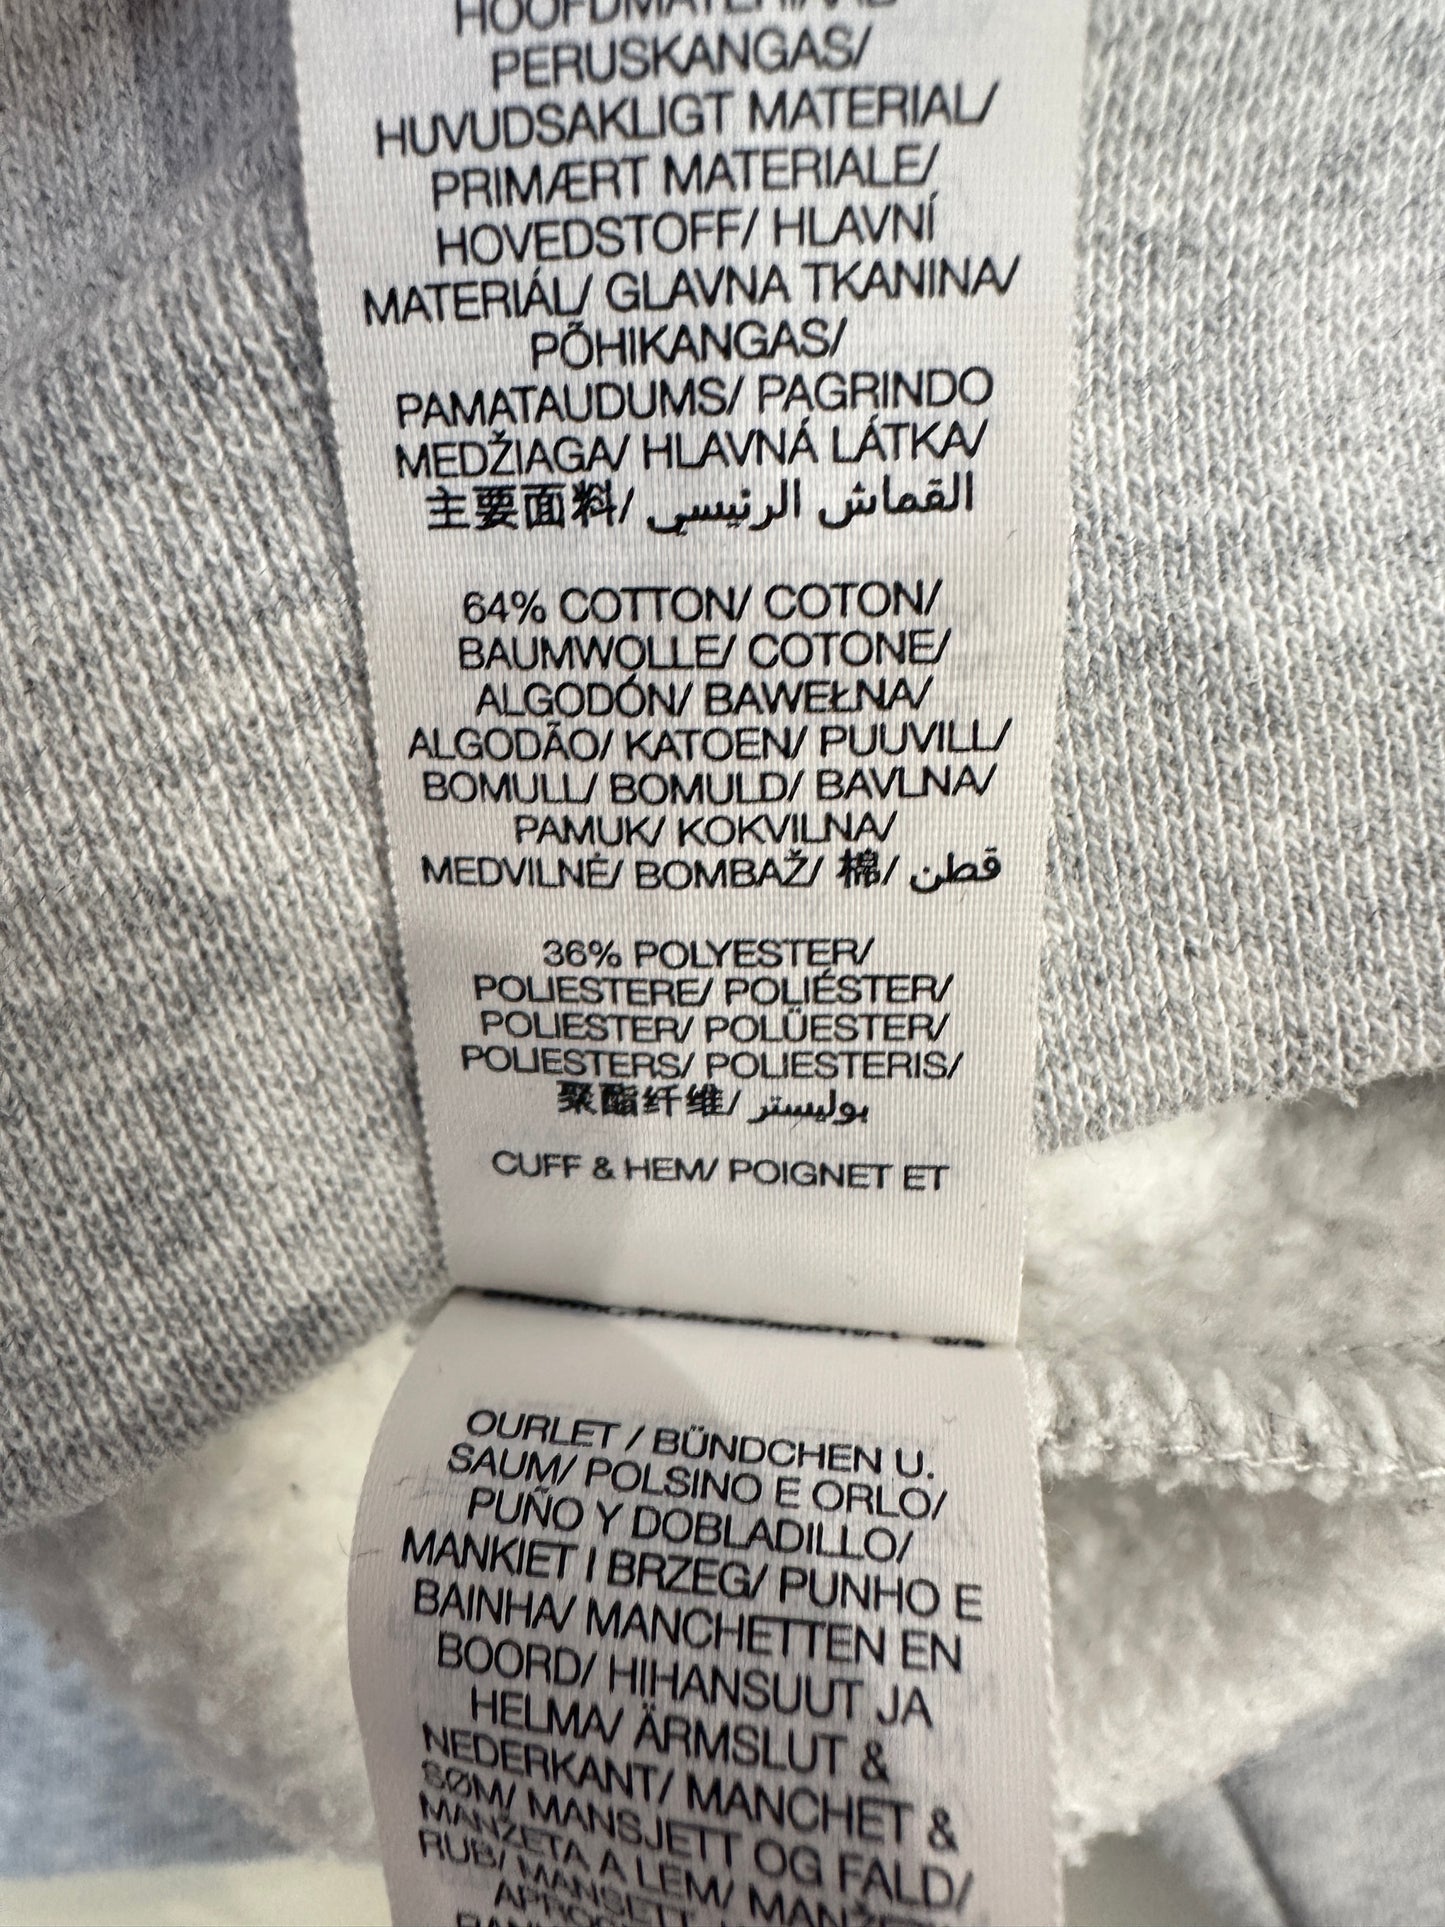 HOOFDMATERIAAL/
PERUSKANGAS/
HUVUDSAKLIGT MATERIAL/
PRIMÆRT MATERIALE/
HOVEDSTOFF/ HLAVNÍ
MATERIÁL/ GLAVNA TKANINA/
PÕHIKANGAS/
PAMATAUDUMS/ PAGRINDO
MEDŽIAGA/ HLAVNÁ LÁTKA/
主要面料/ القماش الرئيسي
64% COTTON/ COTON/
BAUMWOLLE/ COTONE/
ALGODÓN/ BAWEŁNA/
ALGODÃO/ KATOEN/ PUUVILL/
BOMULL/ BOMULD/ BAVLNA/
PAMUK/ KOKVILNA/
MEDVILNĖ/ BOMBAŽ/ 棉/ قطن
36% POLYESTER/
POLIESTERE/ POLIÉSTER/
POLIESTER/ POLÜESTER/
POLIESTERS/ POLIESTERIS/
聚酯纤维/ بوليستر
CUFF & HEM/ POIGNET ET
OURLET / BÜNDCHEN U.
SAUM/ POLSINO E ORLO/
PUÑO Y DOBLADILLO/
MANKIET I BRZEG/ PUNHO E
BAINHA/ MANCHETTEN EN
BOORD/ HIHANSUUT JA
HELMA/ ÄRMSLUT &
NEDERKANT/ MANCHET &
SØM/ MANSJETT OG FALD/
MANŽETA A LEM/
RUB/